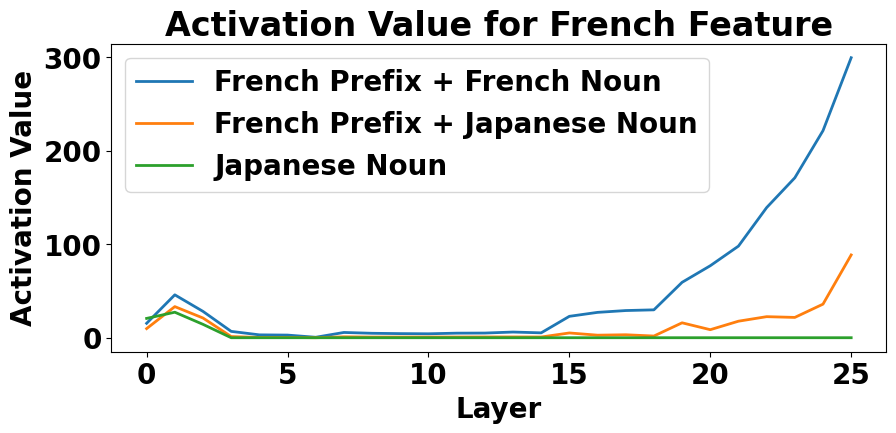 Activation Value for French Feature
Activation Value
300
200
100
0
French Prefix + French Noun
French Prefix + Japanese Noun
Japanese Noun
0 5 10 15 20 25
Layer